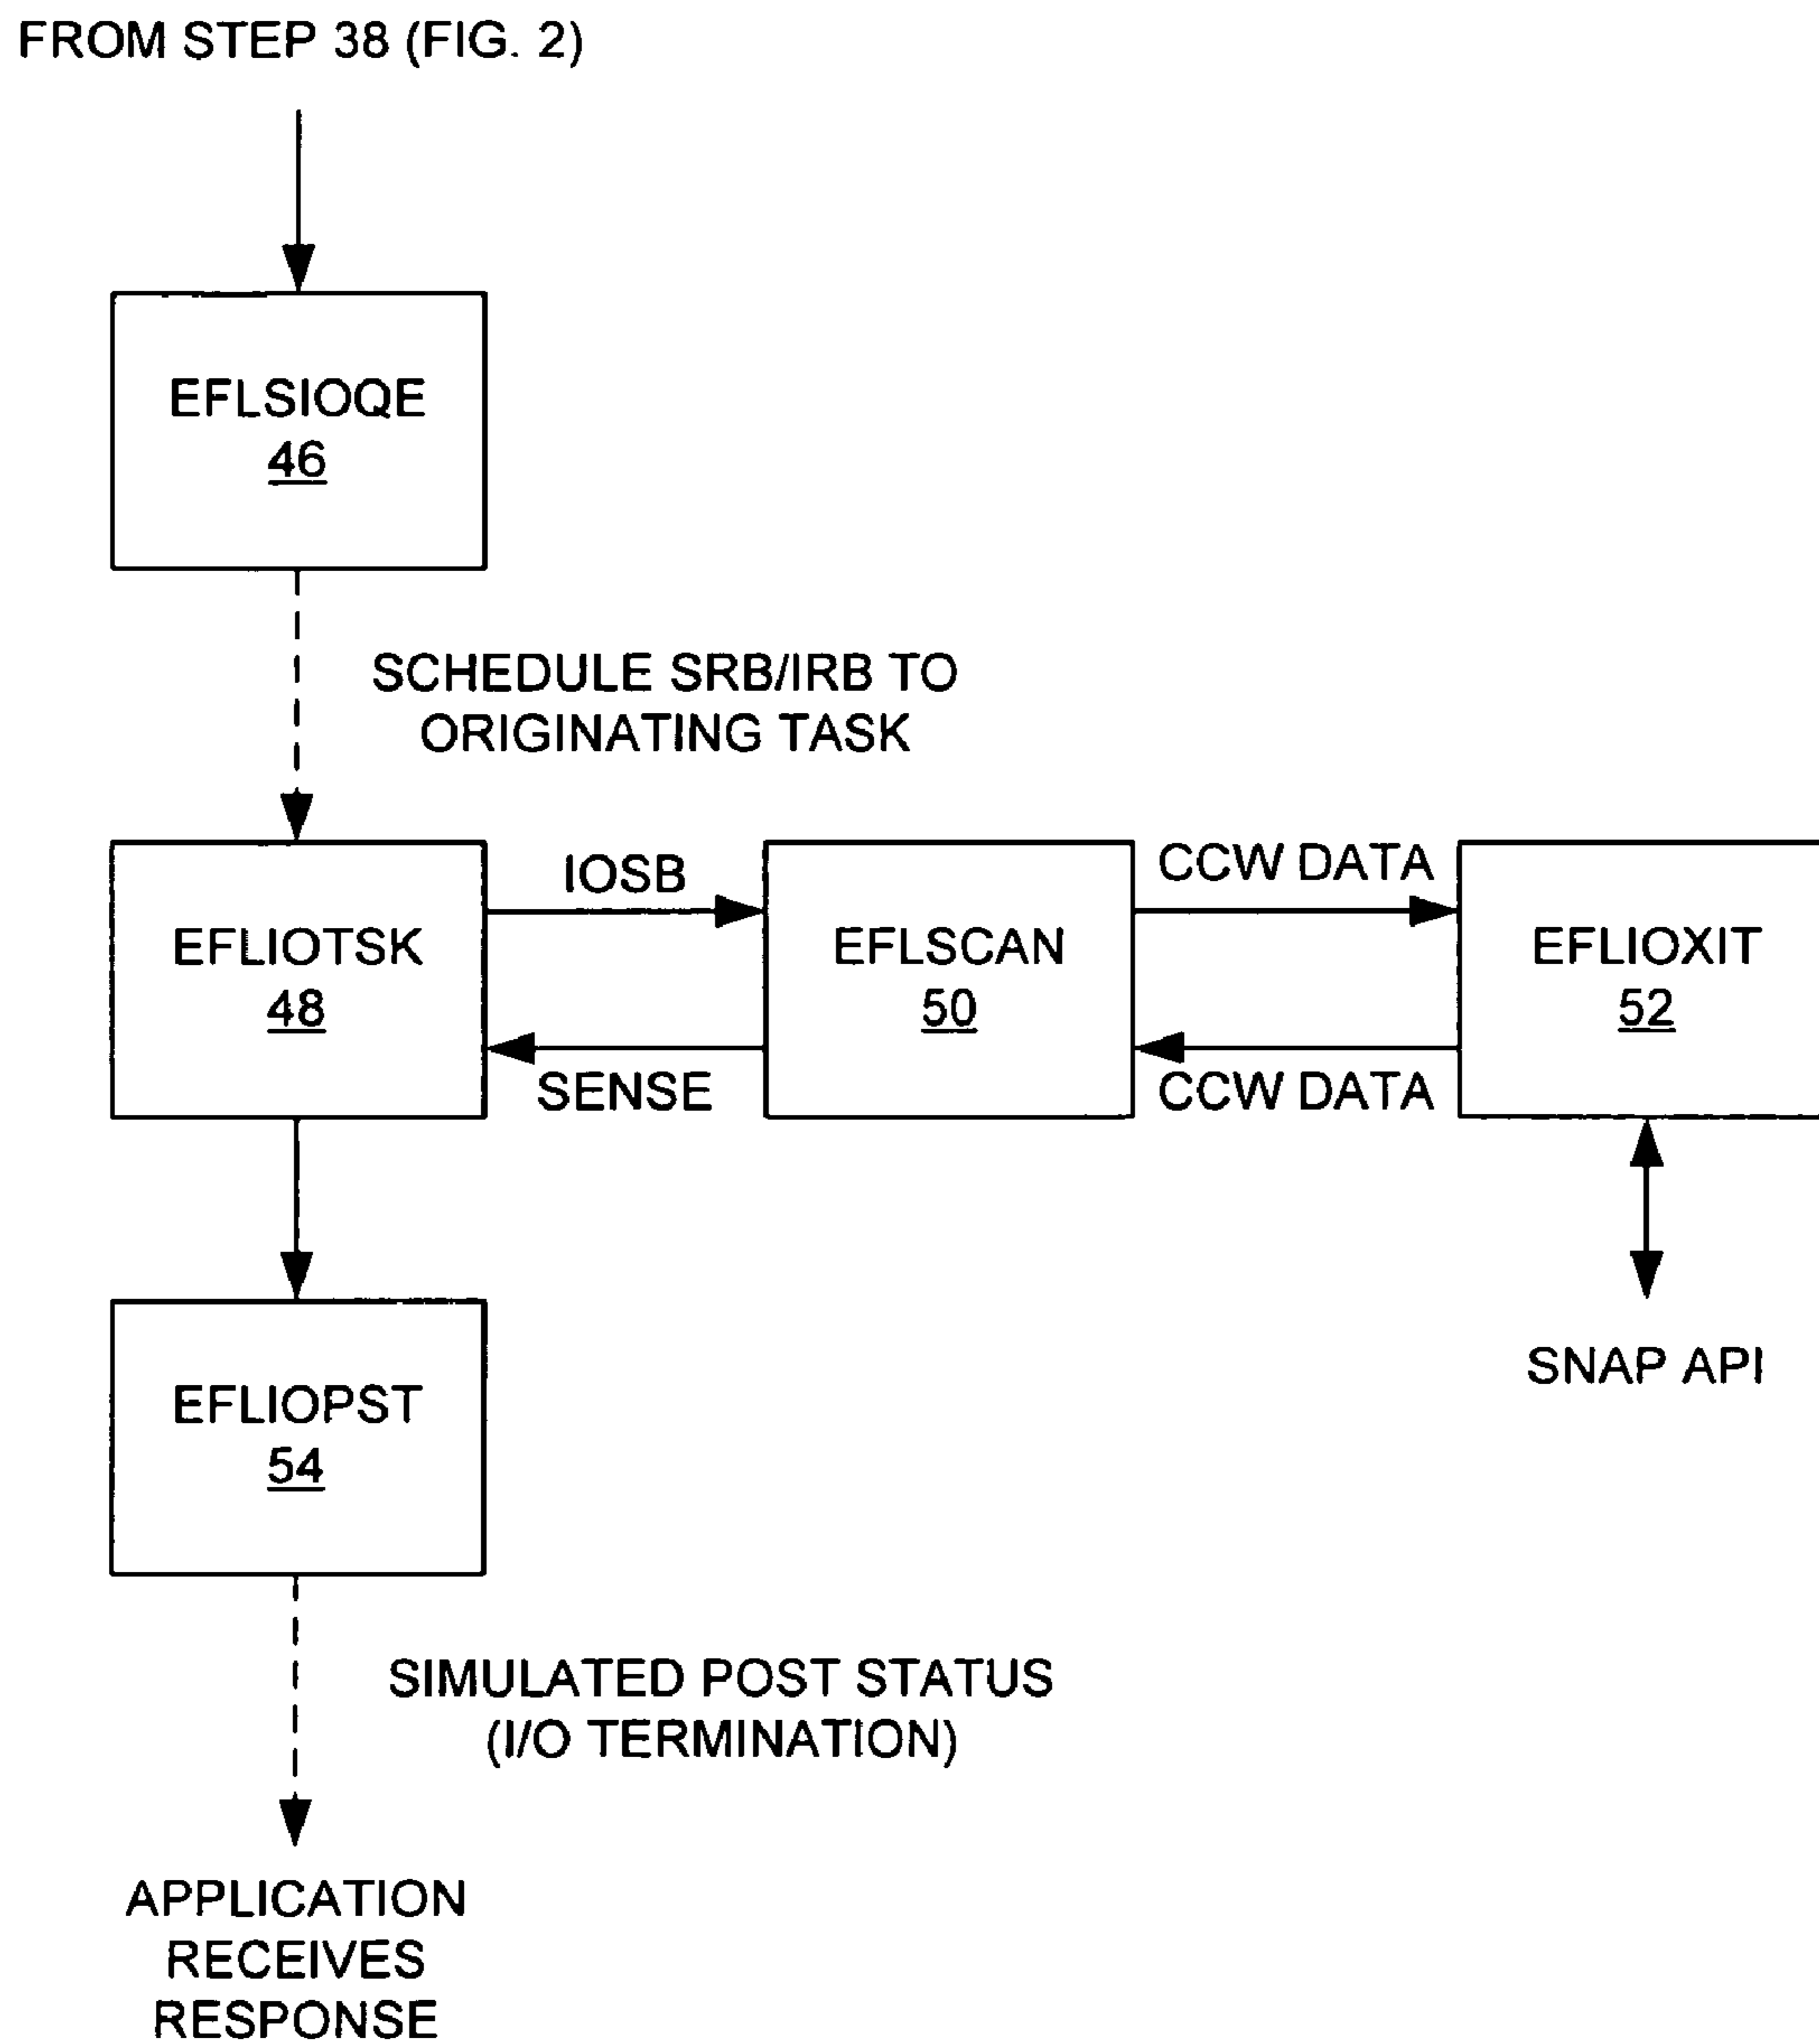 FROM STEP 38 (FIG. 2)
EFLSIOQE
46
SCHEDULE SRB/IRB TO
ORIGINATING TASK
EFLIOTSK
48
IOSB
SENSE
EFLSCAN
50
CCW DATA
CCW DATA
EFLIOXIT
52
SNAP API
EFLIOPST
54
SIMULATED POST STATUS
(I/O TERMINATION)
APPLICATION
RECEIVES
RESPONSE